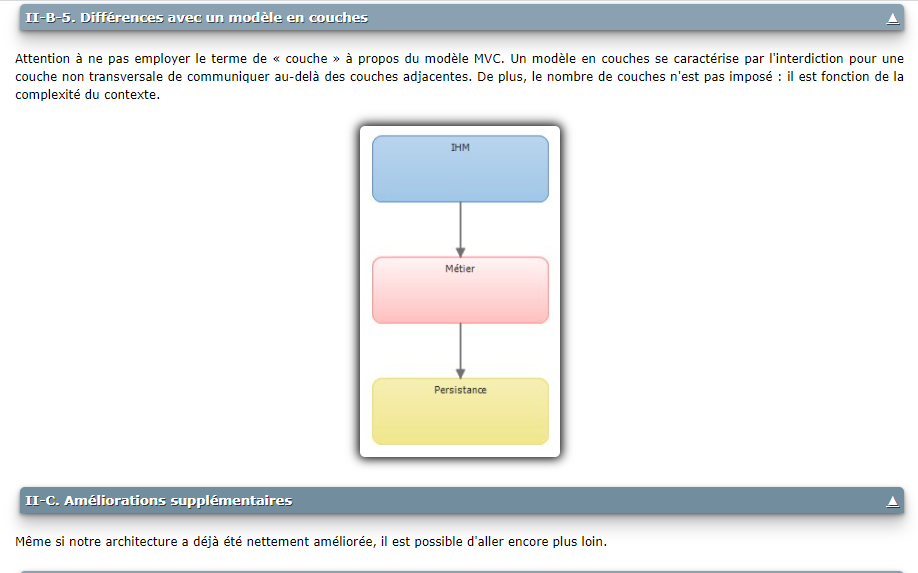 II-B-5. Différences avec un modèle en couches
Attention à ne pas employer le terme de « couche » à propos du modèle MVC. Un modèle en couches se caractérise par l'interdiction pour une
couche non transversale de communiquer au-delà des couches adjacentes. De plus, le nombre de couches n'est pas imposé : il est fonction de la
complexité du contexte.
IHM
Métier
Persistance
II-C. Améliorations supplémentaires
Même si notre architecture a déjà été nettement améliorée, il est possible d'aller encore plus loin.